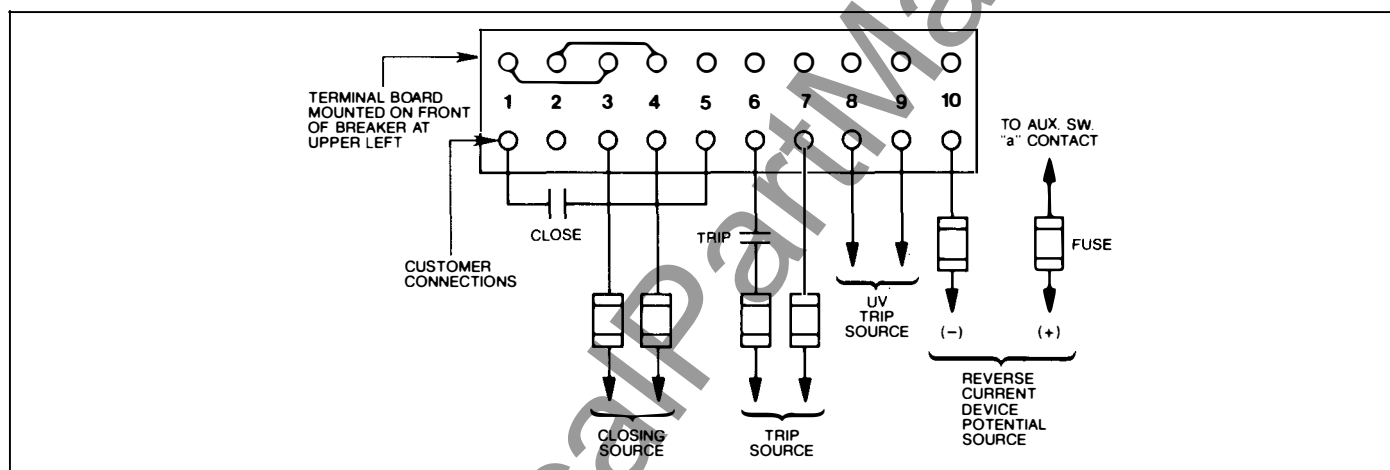 TERMINAL BOARD
MOUNTED ON FRONT
OF BREAKER AT
UPPER LEFT
1 2 3 4 5 6 7 8 9 10
TO AUX. SW.
"a" CONTACT
CLOSE
TRIP
FUSE
CUSTOMER
CONNECTIONS
UV
TRIP
SOURCE
(-)
(+)
CLOSING
SOURCE
TRIP
SOURCE
REVERSE
CURRENT
DEVICE
POTENTIAL
SOURCE
alPartMa